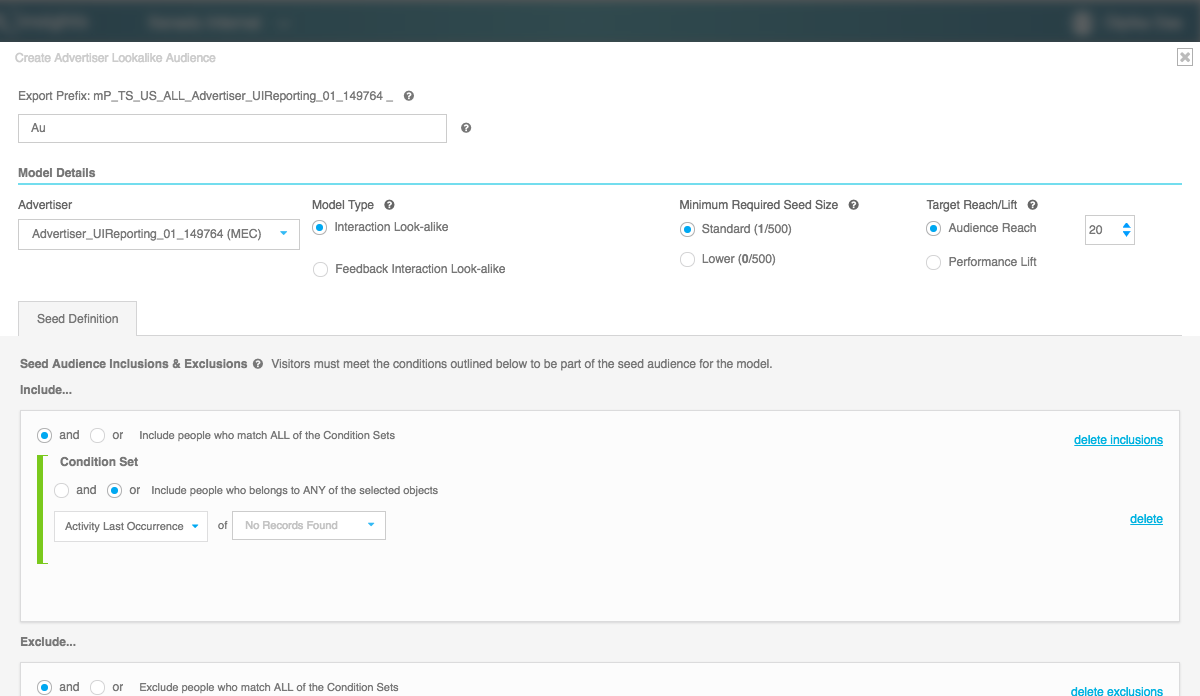 Create Advertiser Lookalike Audience
Export Prefix: mP_TS_US_ALL_Advertiser_UIReporting_01_149764 _
Au
Model Details
Advertiser
Model Type
Minimum Required Seed Size
Target Reach/Lift
Advertiser_UIReporting_01_149764 (MEC)
Interaction Look-alike
Standard (1/500)
Audience Reach
20
Feedback Interaction Look-alike
Lower (0/500)
Performance Lift
Seed Definition
Seed Audience Inclusions & Exclusions ? Visitors must meet the conditions outlined below to be part of the seed audience for the model.
Include...
and or Include people who match ALL of the Condition Sets
delete inclusions
Condition Set
and or Include people who belongs to ANY of the selected objects
Activity Last Occurrence of No Records Found
delete
Exclude...
and or Exclude people who match ALL of the Condition Sets
delete exclusions